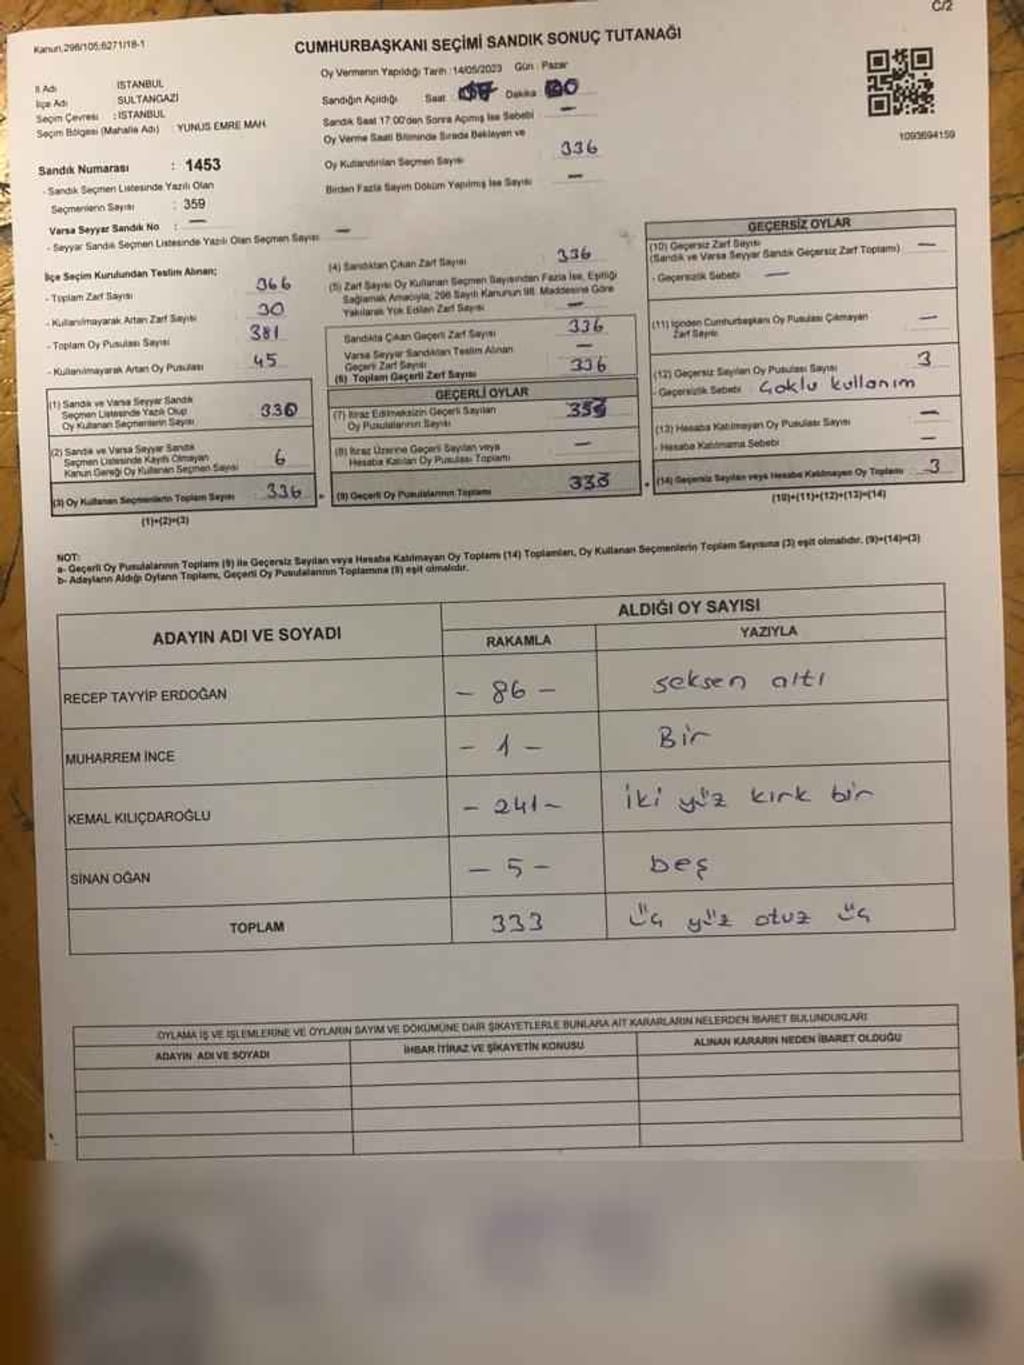 C/2
Kanun, 298/105;6271/18-1
CUMHURBAŞKANI SEÇİMİ SANDIK SONUÇ TUTANAĞI
İl Adı İSTANBUL
İlçe Adı SULTANGAZİ
Seçim Çevresi : İSTANBUL
Seçim Bölgesi (Mahalle Adı) : YUNUS EMRE MAH.
Sandık Numarası : 1453
- Sandık Seçmen Listesinde Yazılı Olan
Seçmenlerin Sayısı : 359
Varsa Seyyar Sandık No : —
- Seyyar Sandık Seçmen Listesinde Yazılı Olan Seçmen Sayısı —
Oy Vermenin Yapıldığı Tarih : 14/05/2023 Gün : Pazar
Sandığın Açıldığı Saat Dakika
Sandık Saat 17:00'den Sonra Açılmış İse Sebebi —
Oy Verme Saati Bitiminde Sırada Bekleyen ve
Oy Kullandırılan Seçmen Sayısı 336
Birden Fazla Sayım Döküm Yapılmış İse Sayısı —
1093694159
İlçe Seçim Kurulundan Teslim Alınan;
- Toplam Zarf Sayısı 366
- Kullanılmayarak Artan Zarf Sayısı 30
- Toplam Oy Pusulası Sayısı 381
- Kullanılmayarak Artan Oy Pusulası 45
(1) Sandık ve Varsa Seyyar Sandık
Seçmen Listesinde Yazılı Olup
Oy Kullanan Seçmenlerin Sayısı 330
(2) Sandık ve Varsa Seyyar Sandık
Seçmen Listesinde Kayıtlı Olmayan
Kanun Gereği Oy Kullanan Seçmen Sayısı 6
(3) Oy Kullanan Seçmenlerin Toplam Sayısı 336
(1)+(2)=(3)
(4) Sandıktan Çıkan Zarf Sayısı 336
(5) Zarf Sayısı Oy Kullanan Seçmen Sayısından Fazla İse, Eşitliği
Sağlamak Amacıyla, 298 Sayılı Kanunun 98. Maddesine Göre
Yakılarak Yok Edilen Zarf Sayısı —
Sandıkta Çıkan Geçerli Zarf Sayısı 336
Varsa Seyyar Sandıktan Teslim Alınan
Geçerli Zarf Sayısı —
(6) Toplam Geçerli Zarf Sayısı 336
GEÇERLİ OYLAR
(7) İtiraz Edilmeksizin Geçerli Sayılan
Oy Pusulalarının Sayısı
(8) İtiraz Üzerine Geçerli Sayılan veya
Hesaba Katılan Oy Pusulası Toplamı —
(9) Geçerli Oy Pusulalarının Toplamı 333
GEÇERSİZ OYLAR
(10) Geçersiz Zarf Sayısı —
(Sandık ve Varsa Seyyar Sandık Geçersiz Zarf Toplamı)
- Geçersizlik Sebebi —
(11) İçinden Cumhurbaşkanı Oy Pusulası Çıkmayan
Zarf Sayısı —
(12) Geçersiz Sayılan Oy Pusulası Sayısı 3
- Geçersizlik Sebebi Çoklu kullanım
(13) Hesaba Katılmayan Oy Pusulası Sayısı —
- Hesaba Katılmama Sebebi —
(14) Geçersiz Sayılan veya Hesaba Katılmayan Oy Toplamı 3
(10)+(11)+(12)+(13)=(14)
NOT:
a- Geçerli Oy Pusulalarının Toplamı (9) ile Geçersiz Sayılan veya Hesaba Katılmayan Oy Toplamı (14) Toplamları, Oy Kullanan Seçmenlerin Toplam Sayısına (3) eşit olmalıdır. (9)+(14)=(3)
b- Adayların Aldığı Oyların Toplamı, Geçerli Oy Pusulalarının Toplamına (9) eşit olmalıdır.
ADAYIN ADI VE SOYADI
ALDIĞI OY SAYISI
RAKAMLA YAZIYLA
RECEP TAYYİP ERDOĞAN - 86 - seksen altı
MUHARREM İNCE - 1 - Bir
KEMAL KILIÇDAROĞLU - 241 - iki yüz kırk bir
SİNAN OĞAN - 5 - beş
TOPLAM 333 üç yüz otuz üç
OYLAMA İŞ VE İŞLEMLERİNE VE OYLARIN SAYIM VE DÖKÜMÜNE DAİR ŞİKAYETLERLE BUNLARA AİT KARARLARIN NELERDEN İBARET BULUNDUKLARI
ADAYIN ADI VE SOYADI İHBAR İTİRAZ VE ŞİKAYETİN KONUSU ALINAN KARARIN NEDEN İBARET OLDUĞU